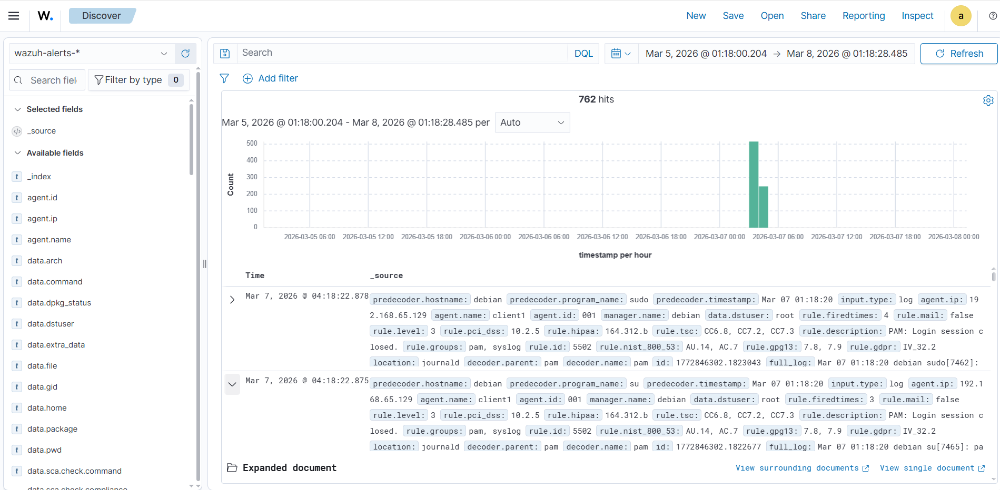 W.
Discover
New
Save
Open
Share
Reporting
Inspect
a
wazuh-alerts-*
Search
DQL
Mar 5, 2026 @ 01:18:00.204 → Mar 8, 2026 @ 01:18:28.485
Refresh
Search fiel
Filter by type 0
Add filter
Selected fields
_source
Available fields
_index
agent.id
agent.ip
agent.name
data.arch
data.command
data.dpkg_status
data.dstuser
data.extra_data
data.file
data.gid
data.home
data.package
data.pwd
data.sca.check.command
data.sca.check.compliance
762 hits
Mar 5, 2026 @ 01:18:00.204 - Mar 8, 2026 @ 01:18:28.485 per
Auto
500
400
300
200
100
0
Count
2026-03-05 06:00
2026-03-05 12:00
2026-03-05 18:00
2026-03-06 00:00
2026-03-06 06:00
2026-03-06 12:00
2026-03-06 18:00
2026-03-07 00:00
2026-03-07 06:00
2026-03-07 12:00
2026-03-07 18:00
2026-03-08 00:00
timestamp per hour
Time
_source
Mar 7, 2026 @ 04:18:22.878
predecoder.hostname: debian predecoder.program_name: sudo predecoder.timestamp: Mar 07 01:18:20 input.type: log agent.ip: 19
2.168.65.129 agent.name: client1 agent.id: 001 manager.name: debian data.dstuser: root rule.firedtimes: 4 rule.mail: false
rule.level: 3 rule.pci_dss: 10.2.5 rule.hipaa: 164.312.b rule.tsc: CC6.8, CC7.2, CC7.3 rule.description: PAM: Login session c
losed. rule.groups: pam, syslog rule.id: 5502 rule.nist_800_53: AU.14, AC.7 rule.gpg13: 7.8, 7.9 rule.gdpr: IV_32.2
location: journald decoder.parent: pam decoder.name: pam id: 1772846302.1823043 full_log: Mar 07 01:18:20 debian sudo[7462]:
Mar 7, 2026 @ 04:18:22.875
predecoder.hostname: debian predecoder.program_name: su predecoder.timestamp: Mar 07 01:18:20 input.type: log agent.ip: 192.1
68.65.129 agent.name: client1 agent.id: 001 manager.name: debian data.dstuser: root rule.firedtimes: 3 rule.mail: false
rule.level: 3 rule.pci_dss: 10.2.5 rule.hipaa: 164.312.b rule.tsc: CC6.8, CC7.2, CC7.3 rule.description: PAM: Login session c
losed. rule.groups: pam, syslog rule.id: 5502 rule.nist_800_53: AU.14, AC.7 rule.gpg13: 7.8, 7.9 rule.gdpr: IV_32.2
location: journald decoder.parent: pam decoder.name: pam id: 1772846302.1822677 full_log: Mar 07 01:18:20 debian su[7465]: pa
Expanded document
View surrounding documents
View single document